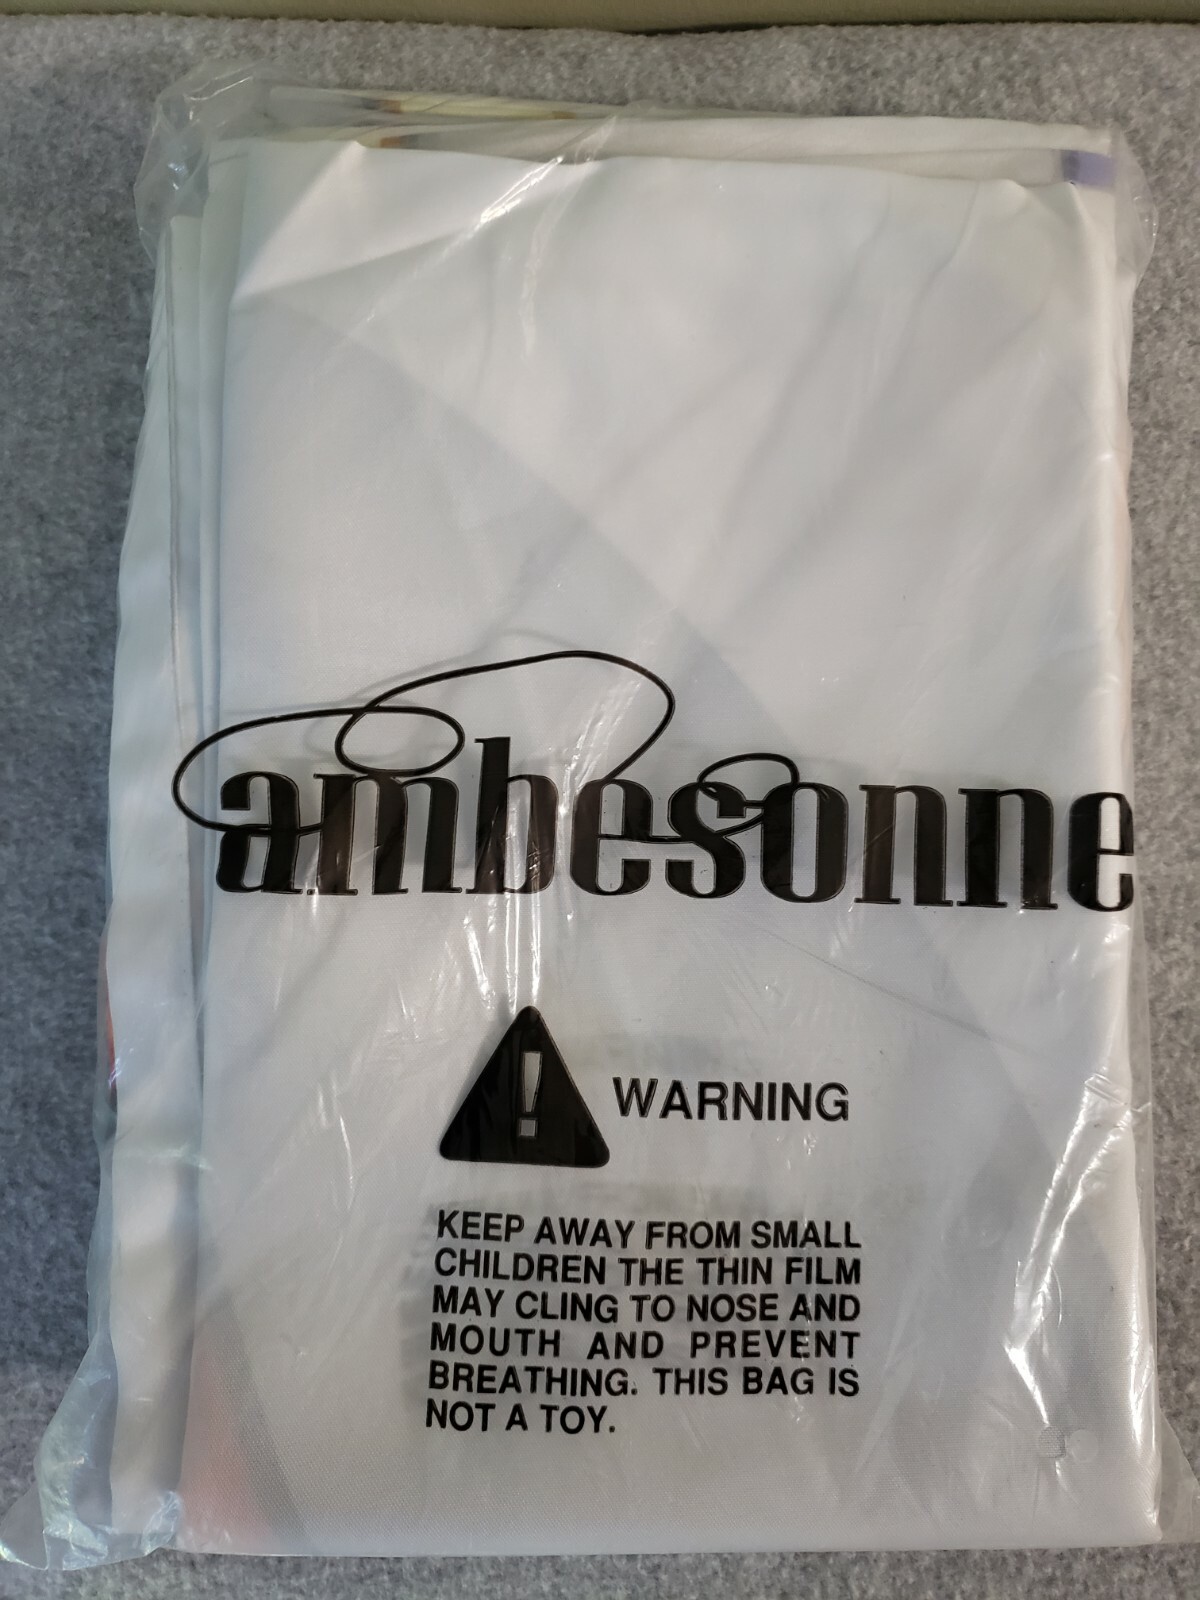 ambesonne
WARNING
KEEP AWAY FROM SMALL
CHILDREN THE THIN FILM
MAY CLING TO NOSE AND
MOUTH AND PREVENT
BREATHING. THIS BAG IS
NOT A TOY.